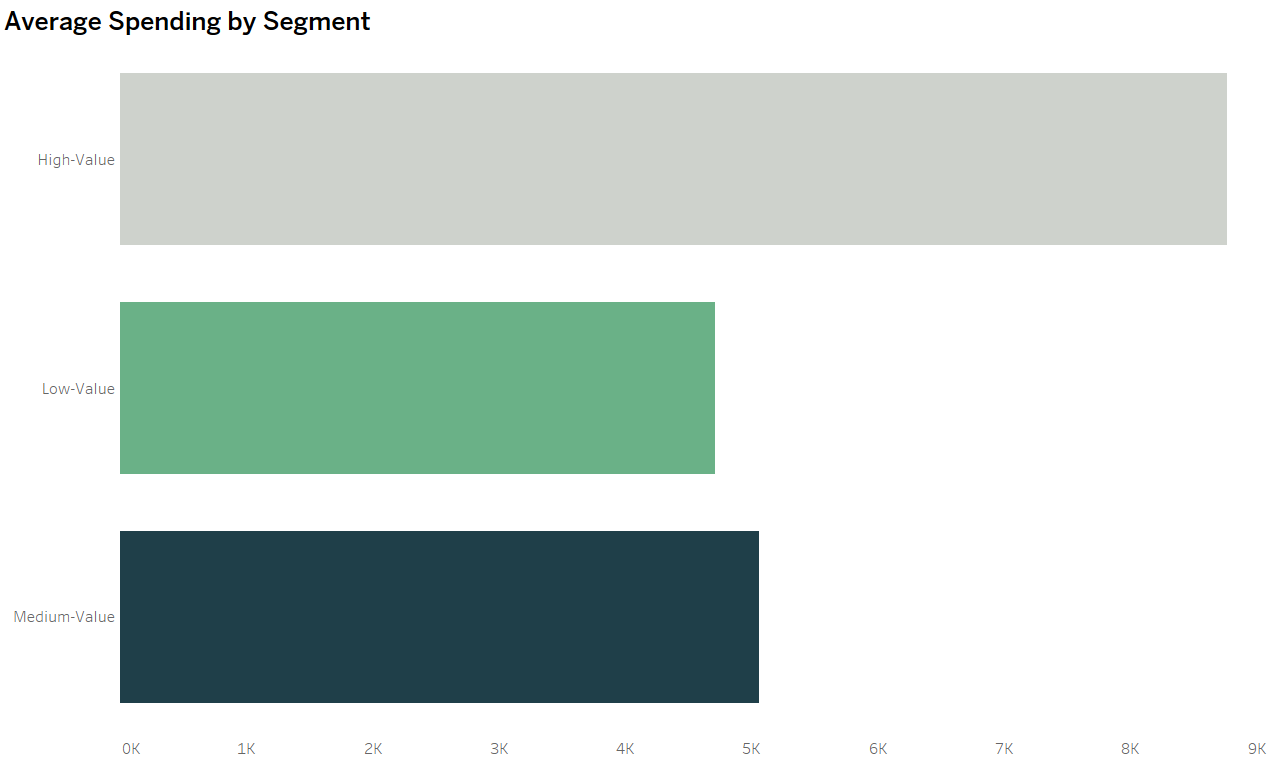 Average Spending by Segment
High-Value
Low-Value
Medium-Value
0K 1K 2K 3K 4K 5K 6K 7K 8K 9K